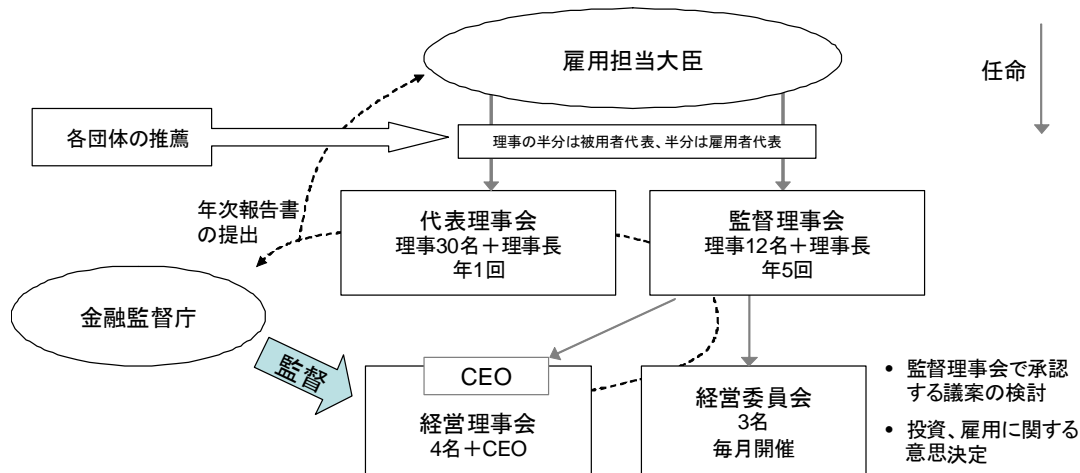 雇用担当大臣
任命
各団体の推薦
理事の半分は被用者代表、半分は雇用者代表
年次報告書
の提出
代表理事会
理事30名＋理事長
年1回
監督理事会
理事12名＋理事長
年5回
金融監督庁
監督
CEO
経営理事会
4名＋CEO
経営委員会
3名
毎月開催
• 監督理事会で承認
する議案の検討
• 投資、雇用に関する
意思決定